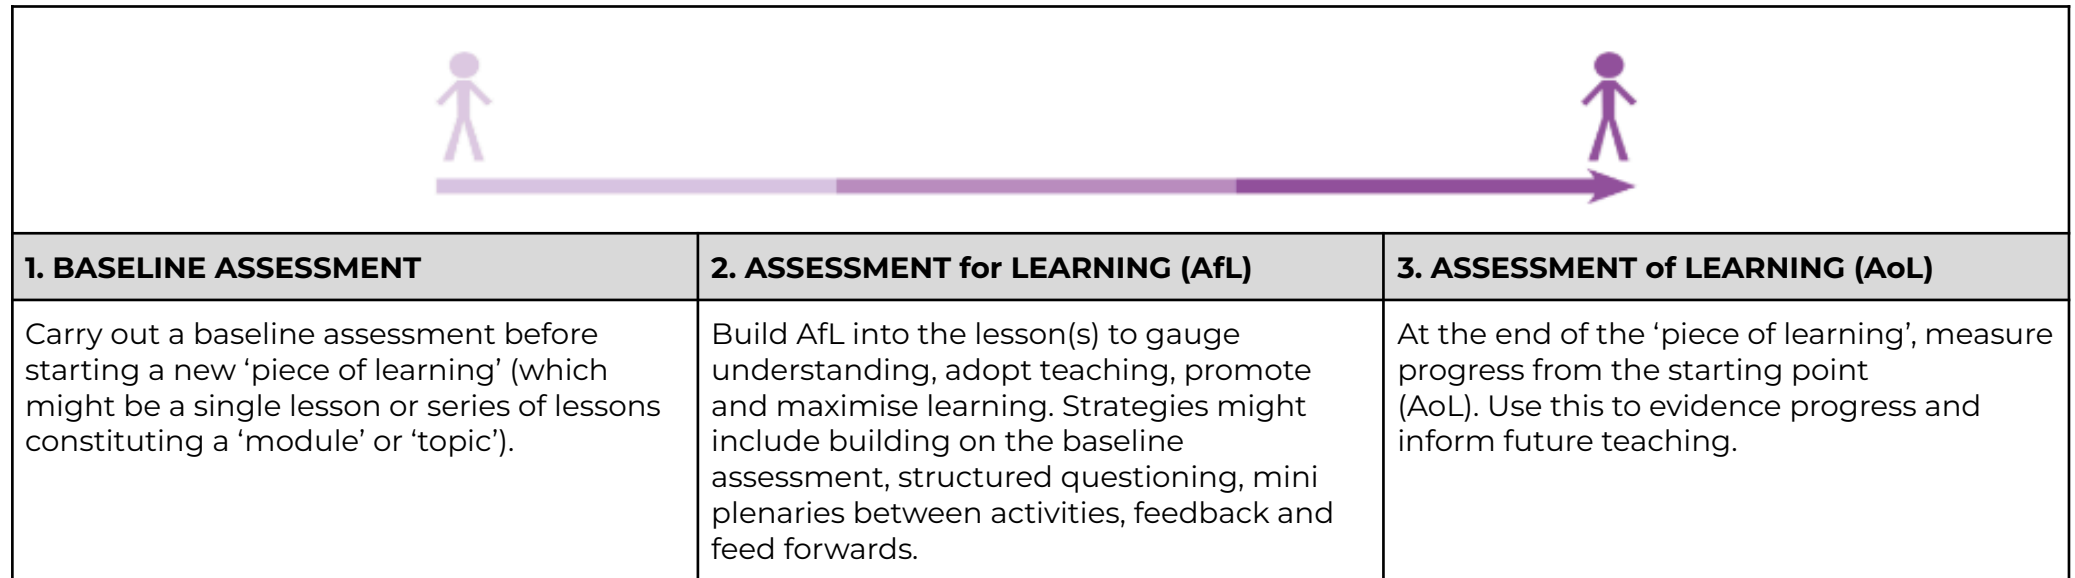 1. BASELINE ASSESSMENT
2. ASSESSMENT for LEARNING (AfL)
3. ASSESSMENT of LEARNING (AoL)
Carry out a baseline assessment before
starting a new ‘piece of learning’ (which
might be a single lesson or series of lessons
constituting a ‘module’ or ‘topic’).
Build AfL into the lesson(s) to gauge
understanding, adopt teaching, promote
and maximise learning. Strategies might
include building on the baseline
assessment, structured questioning, mini
plenaries between activities, feedback and
feed forwards.
At the end of the ‘piece of learning’, measure
progress from the starting point
(AoL). Use this to evidence progress and
inform future teaching.